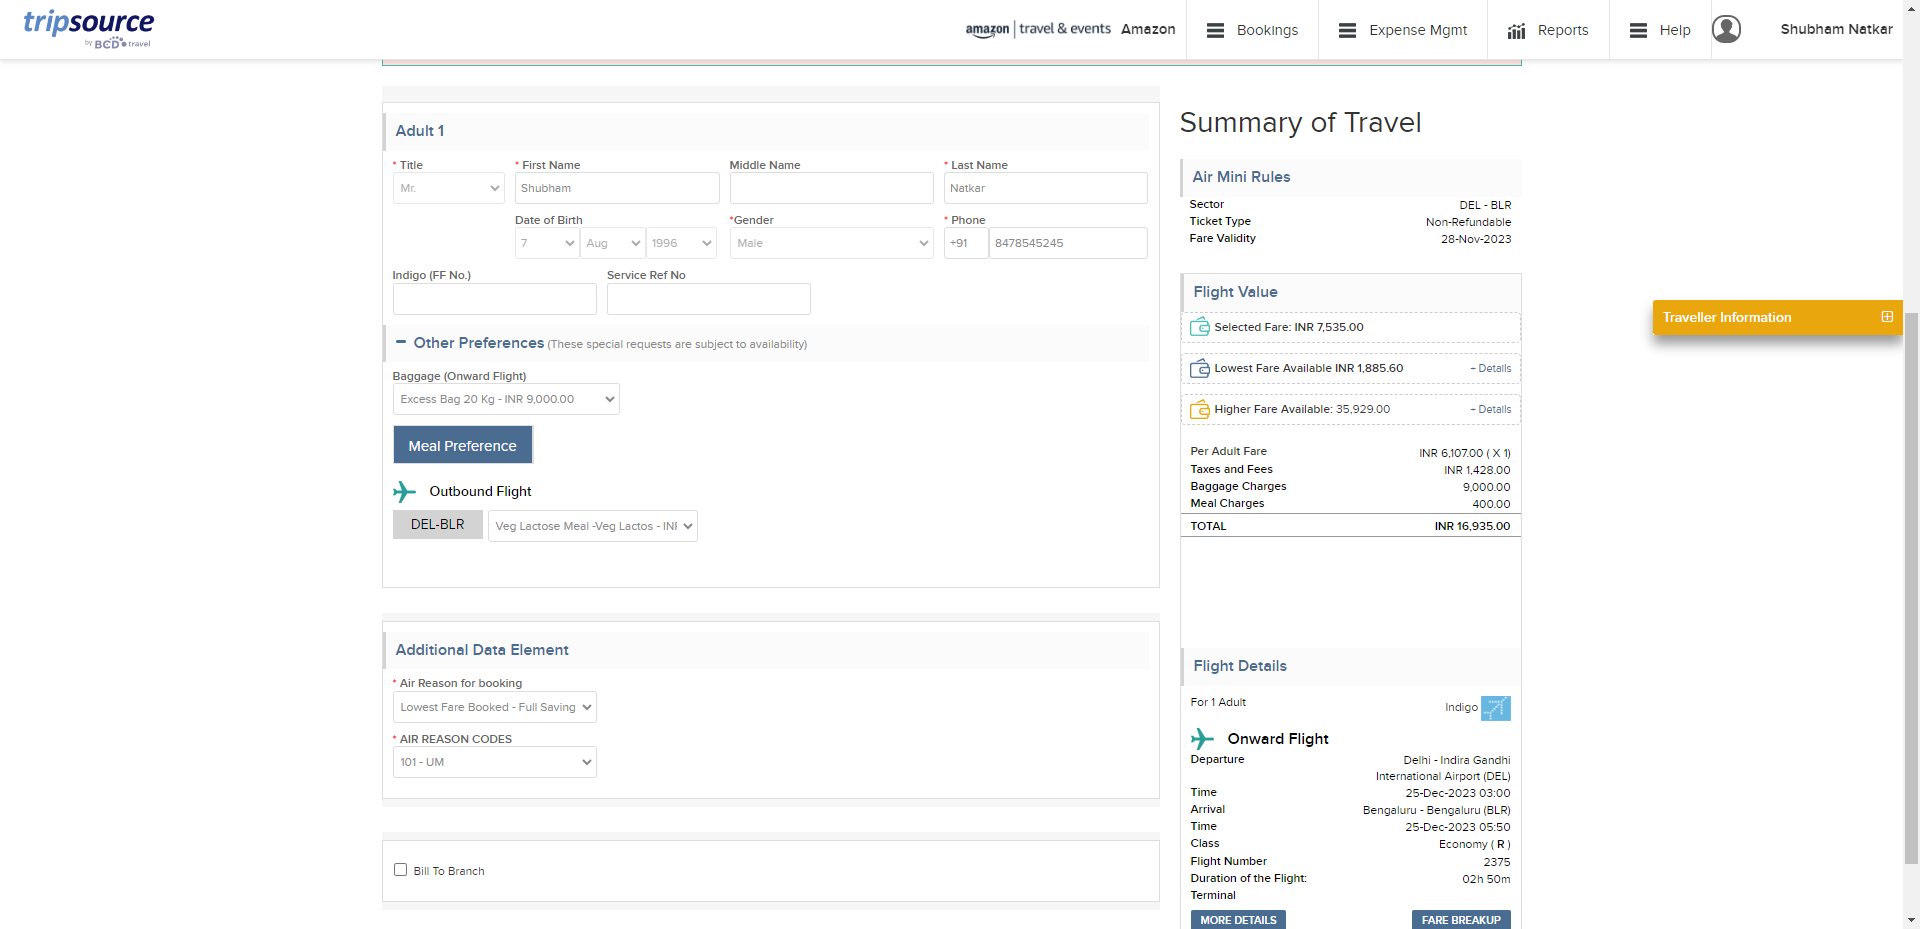 tripsource
by BCD travel
amazon | travel & events Amazon
Bookings
Expense Mgmt
Reports
Help
Shubham Natkar
Adult 1
* Title
* First Name
Middle Name
* Last Name
Mr.
Shubham
Natkar
Date of Birth
*Gender
* Phone
7
Aug
1996
Male
+91
8478545245
Indigo (FF No.)
Service Ref No
Other Preferences (These special requests are subject to availability)
Baggage (Onward Flight)
Excess Bag 20 Kg - INR 9,000.00
Meal Preference
Outbound Flight
DEL-BLR
Veg Lactose Meal -Veg Lactos - INR
Additional Data Element
* Air Reason for booking
Lowest Fare Booked - Full Saving
* AIR REASON CODES
101 - UM
Bill To Branch
Summary of Travel
Air Mini Rules
Sector DEL - BLR
Ticket Type Non-Refundable
Fare Validity 28-Nov-2023
Flight Value
Selected Fare: INR 7,535.00
Lowest Fare Available INR 1,885.60 - Details
Higher Fare Available: 35,929.00 - Details
Per Adult Fare INR 6,107.00 ( X 1)
Taxes and Fees INR 1,428.00
Baggage Charges 9,000.00
Meal Charges 400.00
TOTAL INR 16,935.00
Flight Details
For 1 Adult Indigo
Onward Flight
Departure Delhi - Indira Gandhi
International Airport (DEL)
Time 25-Dec-2023 03:00
Arrival Bengaluru - Bengaluru (BLR)
Time 25-Dec-2023 05:50
Class Economy ( R )
Flight Number 2375
Duration of the Flight: 02h 50m
Terminal
MORE DETAILS
FARE BREAKUP
Traveller Information